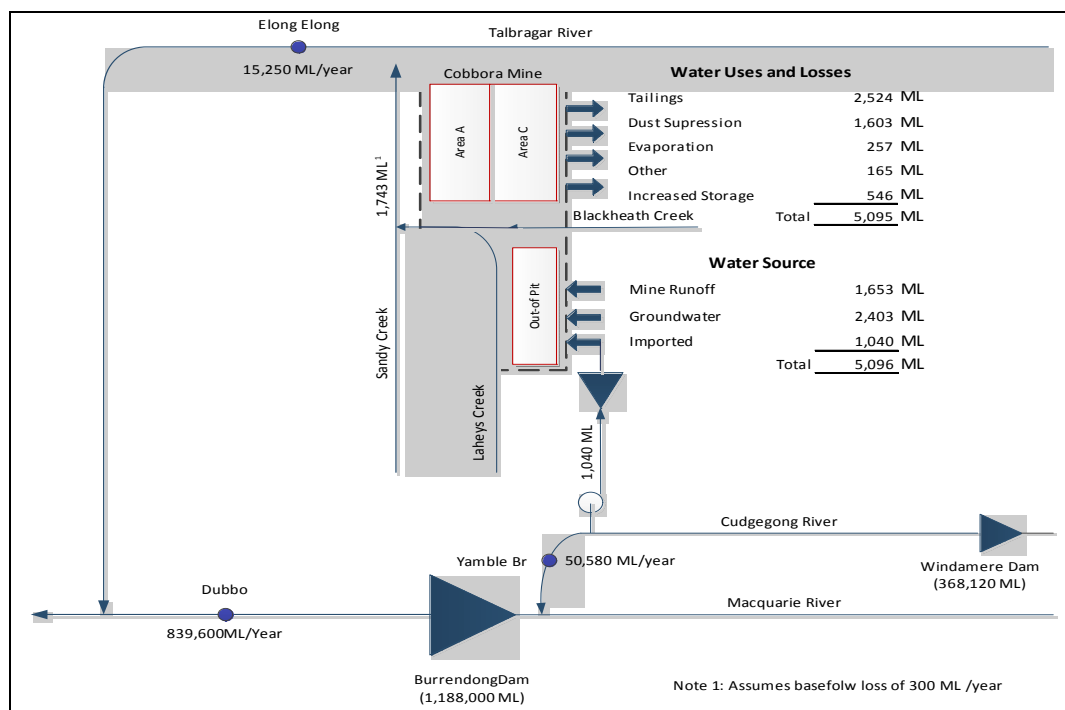 Elong Elong
Talbragar River
15,250 ML/year
Cobbora Mine
Water Uses and Losses
Area A
Area C
Tailings 2,524 ML
Dust Supression 1,603 ML
Evaporation 257 ML
Other 165 ML
Increased Storage 546 ML
Total 5,095 ML
1,743 ML 1
Blackheath Creek
Water Source
Out-of Pit
Mine Runoff 1,653 ML
Groundwater 2,403 ML
Imported 1,040 ML
Total 5,096 ML
Sandy Creek
Laheys Creek
1,040 ML
Cudgegong River
Yamble Br
50,580 ML/year
Windamere Dam
(368,120 ML)
Dubbo
Macquarie River
839,600ML/Year
BurrendongDam
(1,188,000 ML)
Note 1: Assumes basefolw loss of 300 ML /year